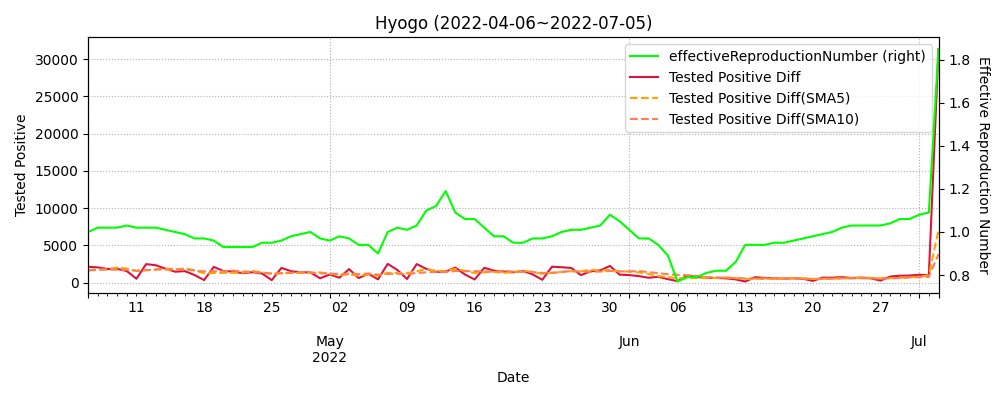 Hyogo (2022-04-06~2022-07-05)
effectiveReproductionNumber (right)
Tested Positive Diff
Tested Positive Diff(SMA5)
Tested Positive Diff(SMA10)
Tested Positive
30000
25000
20000
15000
10000
5000
0
Effective Reproduction Number
1.8
1.6
1.4
1.2
1.0
0.8
11 18 25 02 09 16 23 30 06 13 20 27
May Jun Jul
2022
Date